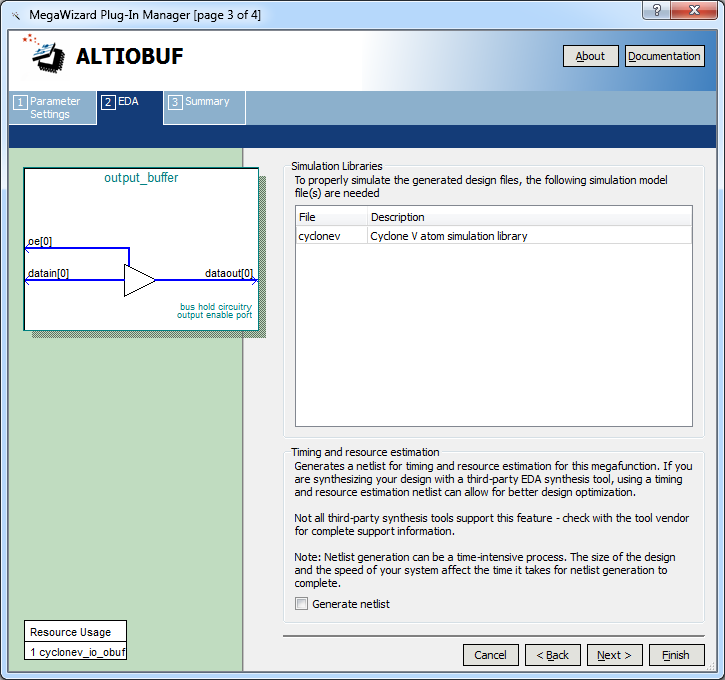 MegaWizard Plug-In Manager [page 3 of 4]
?
ALTIOBUF
About
Documentation
1 Parameter
Settings
2 EDA
3 Summary
output_buffer
oe[0]
datain[0]
dataout[0]
bus hold circuitry
output enable port
Simulation Libraries
To properly simulate the generated design files, the following simulation model
file(s) are needed
File Description
cyclonev Cyclone V atom simulation library
Timing and resource estimation
Generates a netlist for timing and resource estimation for this megafunction. If you
are synthesizing your design with a third-party EDA synthesis tool, using a timing
and resource estimation netlist can allow for better design optimization.
Not all third-party synthesis tools support this feature - check with the tool vendor
for complete support information.
Note: Netlist generation can be a time-intensive process. The size of the design
and the speed of your system affect the time it takes for netlist generation to
complete.
Generate netlist
Resource Usage
1 cyclonev_io_obuf
Cancel
< Back
Next >
Finish